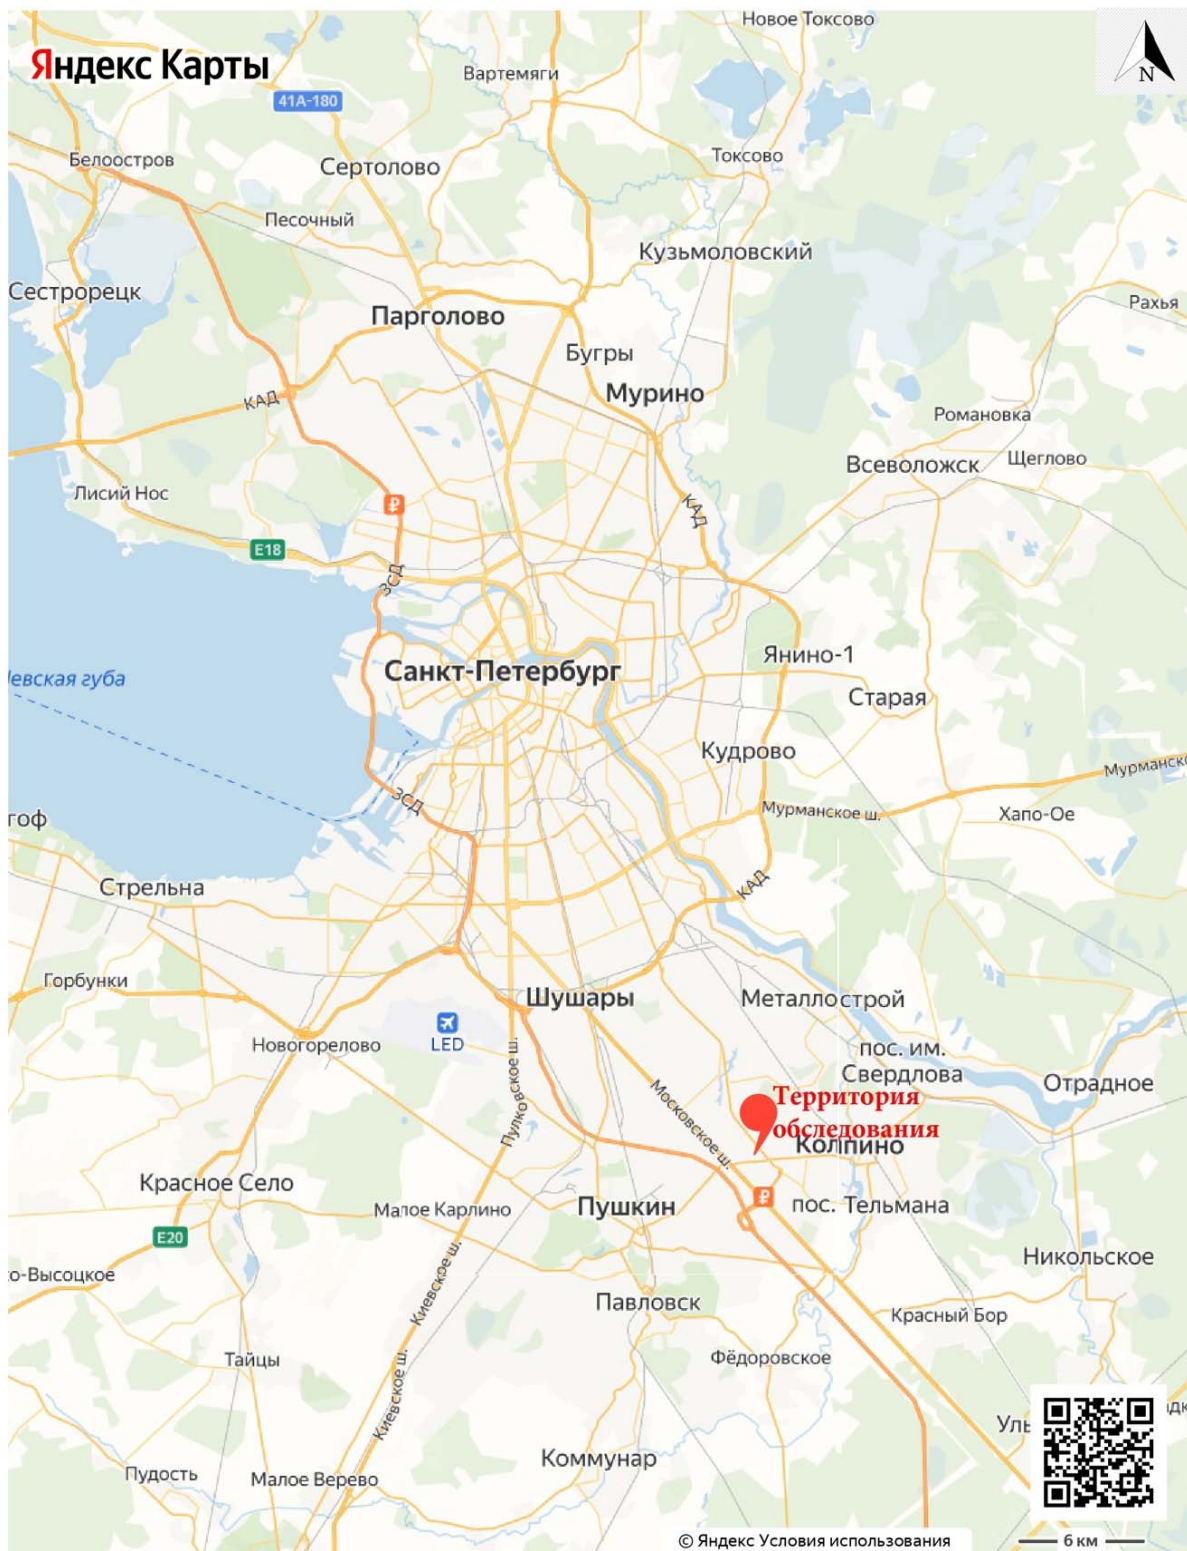 Новое Токсово
Яндекс Карты
Вартемяги
N
41A-180
Белоостров
Токсово
Сертолово
Песочный
Кузьмоловский
Сестрорецк
Рахья
Парголово
Бугры
Мурино
КАД
Романовка
Всеволожск
Щеглово
Лисий Нос
₽
КАД
E18
ЗСД
Янино-1
Санкт-Петербург
евская губа
Старая
Кудрово
Мурманско
ЗСД
Мурманское ш.
Хапо-Ое
гоф
Стрельна
КАД
Горбунки
Шушары
Металлострой
LED
Новогорелово
пос. им.
Свердлова
Отрадное
Пулковское ш.
Московское ш.
Территория
обследования
Колпино
Красное Село
₽
Малое Карлино
Пушкин
пос. Тельмана
E20
Никольское
о-Высоцкое
Киевское ш.
Павловск
Красный Бор
Тайцы
Фёдоровское
Киевское ш.
Уль
дк
Коммунар
Пудость
Малое Верево
© Яндекс Условия использования
6 км